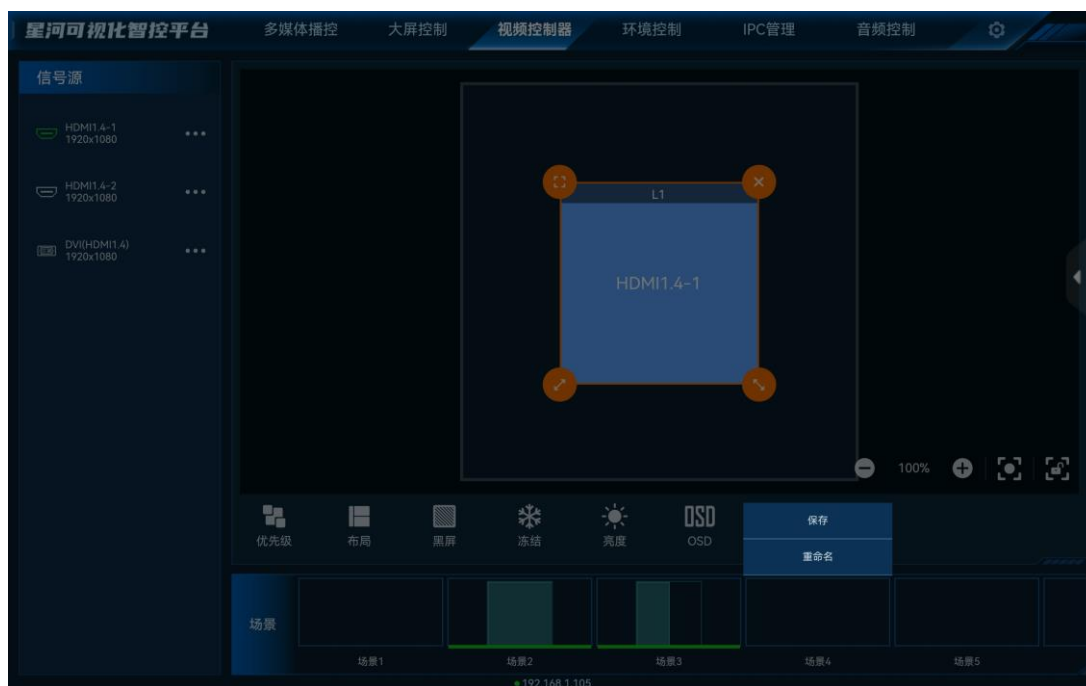 星河可视化智控平台
多媒体播控 大屏控制 视频控制器 环境控制 IPC管理 音频控制
信号源
HDMI1.4-1
1920x1080
HDMI1.4-2
1920x1080
DVI(HDMI1.4)
1920x1080
L1
HDMI1.4-1
100%
优先级 布局 黑屏 冻结 亮度 OSD OSD
保存
重命名
场景
场景1 场景2 场景3 场景4 场景5
192.168.1.105